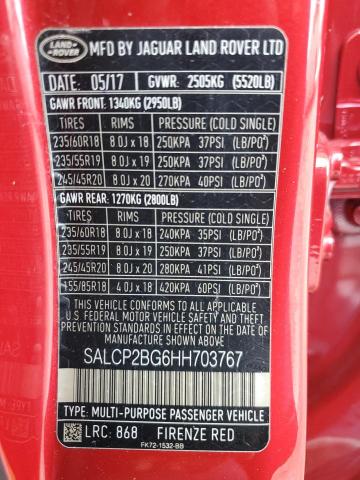 LAND ROVER MFD BY JAGUAR LAND ROVER LTD
DATE: 05/17 GVWR: 2505KG (5520LB)
GAWR FRONT: 1340KG (2950LB)
TIRES RIMS PRESSURE (COLD SINGLE)
235/60R18 8.0J x 18 250KPA 37PSI (LB/PO²)
235/55R19 8.0J x 19 250KPA 37PSI (LB/PO²)
245/45R20 8.0J x 20 270KPA 40PSI (LB/PO²)
GAWR REAR: 1270KG (2800LB)
TIRES RIMS PRESSURE (COLD SINGLE)
235/60R18 8.0J x 18 240KPA 35PSI (LB/PO²)
235/55R19 8.0J x 19 250KPA 37PSI (LB/PO²)
245/45R20 8.0J x 20 280KPA 41PSI (LB/PO²)
155/85R18 4.0J x 18 420KPA 60PSI (LB/PO²)
THIS VEHICLE CONFORMS TO ALL APPLICABLE
U.S FEDERAL MOTOR VEHICLE SAFETY STANDARDS
IN EFFECT ON THE DATE OF MANUFACTURE SHOWN ABOVE
SALCP2BG6HH703767
TYPE: MULTI-PURPOSE PASSENGER VEHICLE
LRC: 868 FIRENZE RED
FK72-1532-BB